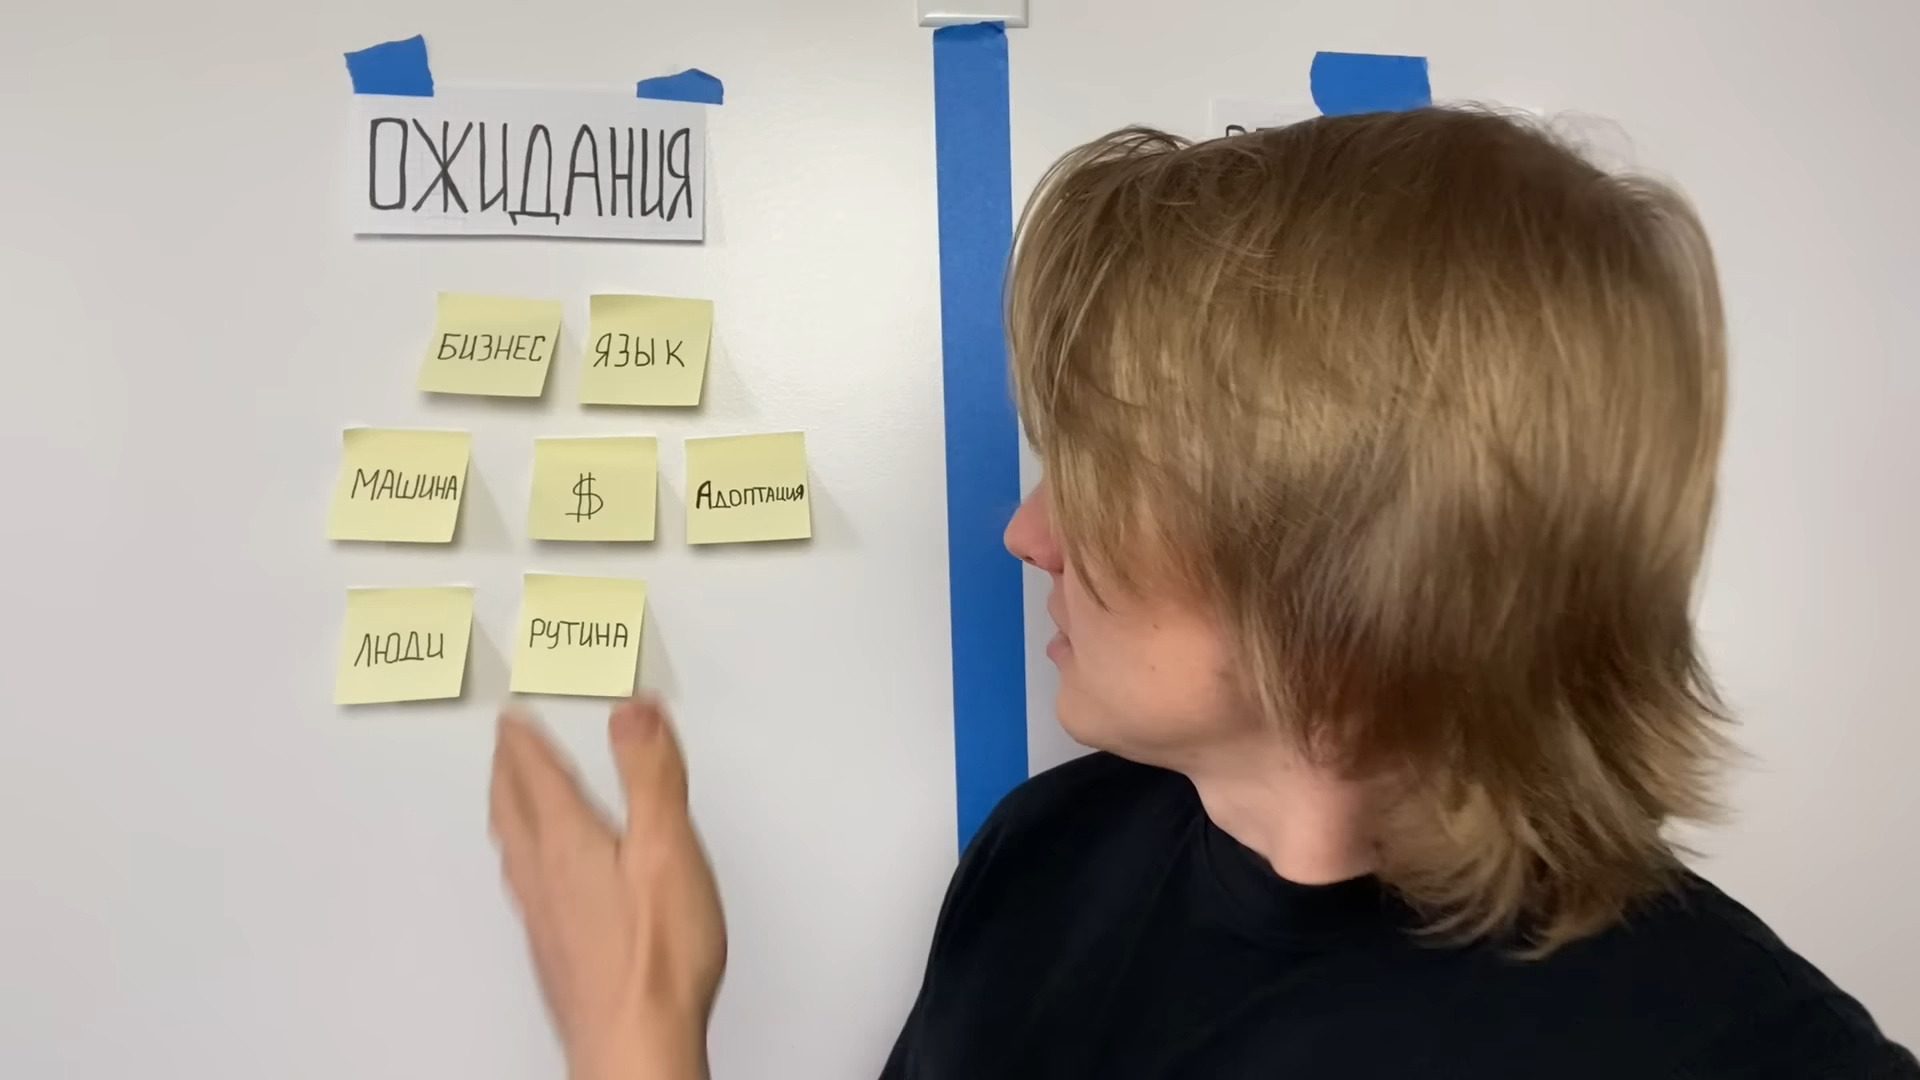 ОЖИДАНИЯ
БИЗНЕС
ЯЗЫК
МАШИНА
$
АДОПТАЦИЯ
ЛЮДИ
РУТИНА